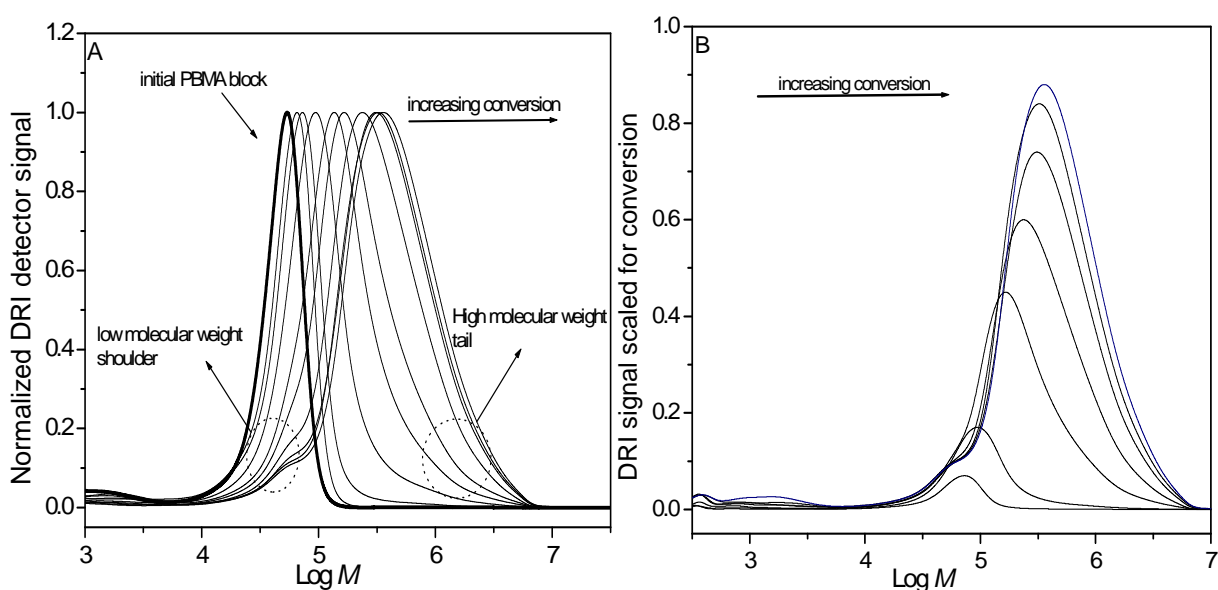 A
initial PBMA block
increasing conversion
low molecular weight
shoulder
High molecular weight
tail
Normalized DRI detector signal
1.2
1.0
0.8
0.6
0.4
0.2
0.0
3 4 5 6 7
Log M
B
increasing conversion
DRI signal scaled for conversion
1.0
0.8
0.6
0.4
0.2
0.0
3 4 5 6 7
Log M